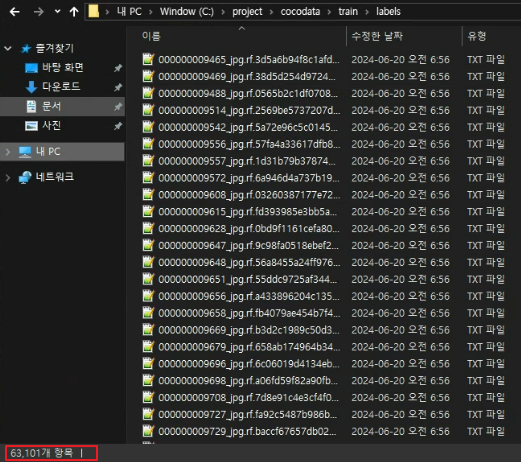 내 PC > Window (C:) > project > cocodata > train > labels
이름 수정한 날짜 유형
즐겨찾기
바탕 화면
다운로드
문서
사진
내 PC
네트워크
000000009465_jpg.rf.3d5a6b94f8c1afd... 2024-06-20 오전 6:56 TXT 파일
000000009469_jpg.rf.38d5d254d9724... 2024-06-20 오전 6:56 TXT 파일
000000009488_jpg.rf.0565b2c1df0708... 2024-06-20 오전 6:56 TXT 파일
000000009514_jpg.rf.2569be5737207d... 2024-06-20 오전 6:56 TXT 파일
000000009542_jpg.rf.5a72e96c5c0145... 2024-06-20 오전 6:56 TXT 파일
000000009556_jpg.rf.57fa4a33617dfb8... 2024-06-20 오전 6:56 TXT 파일
000000009557_jpg.rf.1d31b79b37874... 2024-06-20 오전 6:56 TXT 파일
000000009572_jpg.rf.6a946d4a737b19... 2024-06-20 오전 6:56 TXT 파일
000000009608_jpg.rf.03260387177e72... 2024-06-20 오전 6:56 TXT 파일
000000009615_jpg.rf.fd393985e3bb5a... 2024-06-20 오전 6:56 TXT 파일
000000009628_jpg.rf.0bd9f1161cefa80... 2024-06-20 오전 6:56 TXT 파일
000000009647_jpg.rf.9c98fa0518ebef2... 2024-06-20 오전 6:56 TXT 파일
000000009648_jpg.rf.56a8455a24ff976... 2024-06-20 오전 6:56 TXT 파일
000000009651_jpg.rf.55ddc9725af344... 2024-06-20 오전 6:56 TXT 파일
000000009656_jpg.rf.a433896204c135... 2024-06-20 오전 6:56 TXT 파일
000000009658_jpg.rf.fb4079ae454b7f4... 2024-06-20 오전 6:56 TXT 파일
000000009669_jpg.rf.b3d2c1989c50d3... 2024-06-20 오전 6:56 TXT 파일
000000009679_jpg.rf.658ab174964b34... 2024-06-20 오전 6:56 TXT 파일
000000009696_jpg.rf.6c06019d4134eb... 2024-06-20 오전 6:56 TXT 파일
000000009698_jpg.rf.a06fd59f82a90fb... 2024-06-20 오전 6:56 TXT 파일
000000009708_jpg.rf.7d8e91c4e3cf4f0... 2024-06-20 오전 6:56 TXT 파일
000000009727_jpg.rf.fa92c5487b986b... 2024-06-20 오전 6:56 TXT 파일
000000009729_jpg.rf.baccf67657db02... 2024-06-20 오전 6:56 TXT 파일
63,101개 항목